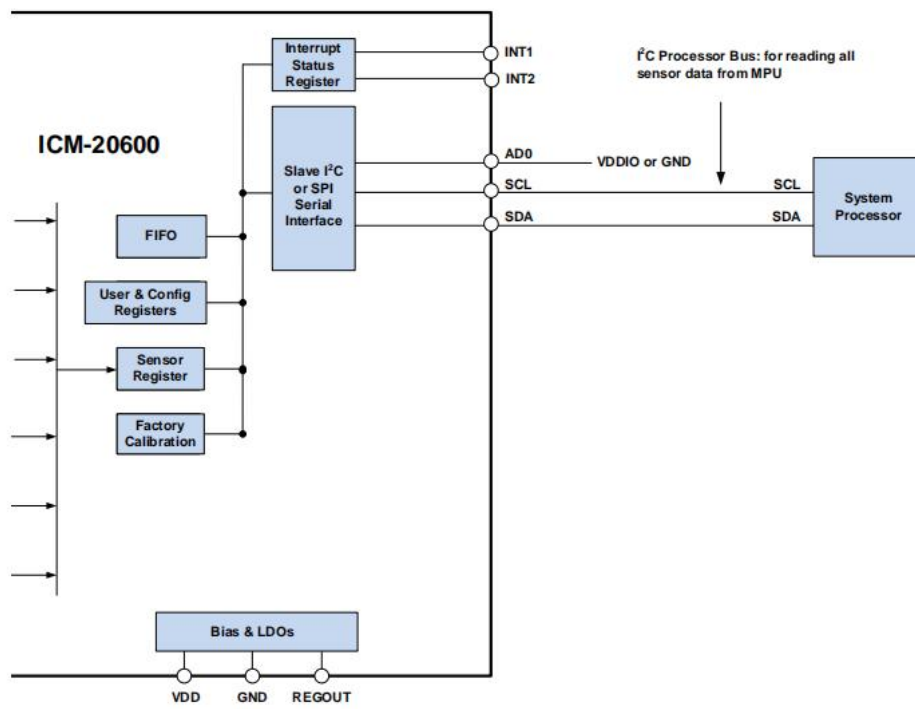 Interrupt
Status
Register
INT1
INT2
I²C Processor Bus: for reading all
sensor data from MPU
ICM-20600
Slave I²C
or SPI
Serial
Interface
AD0
VDDIO or GND
SCL
SCL
SDA
SDA
System
Processor
FIFO
User & Config
Registers
Sensor
Register
Factory
Calibration
Bias & LDOs
VDD
GND
REGOUT